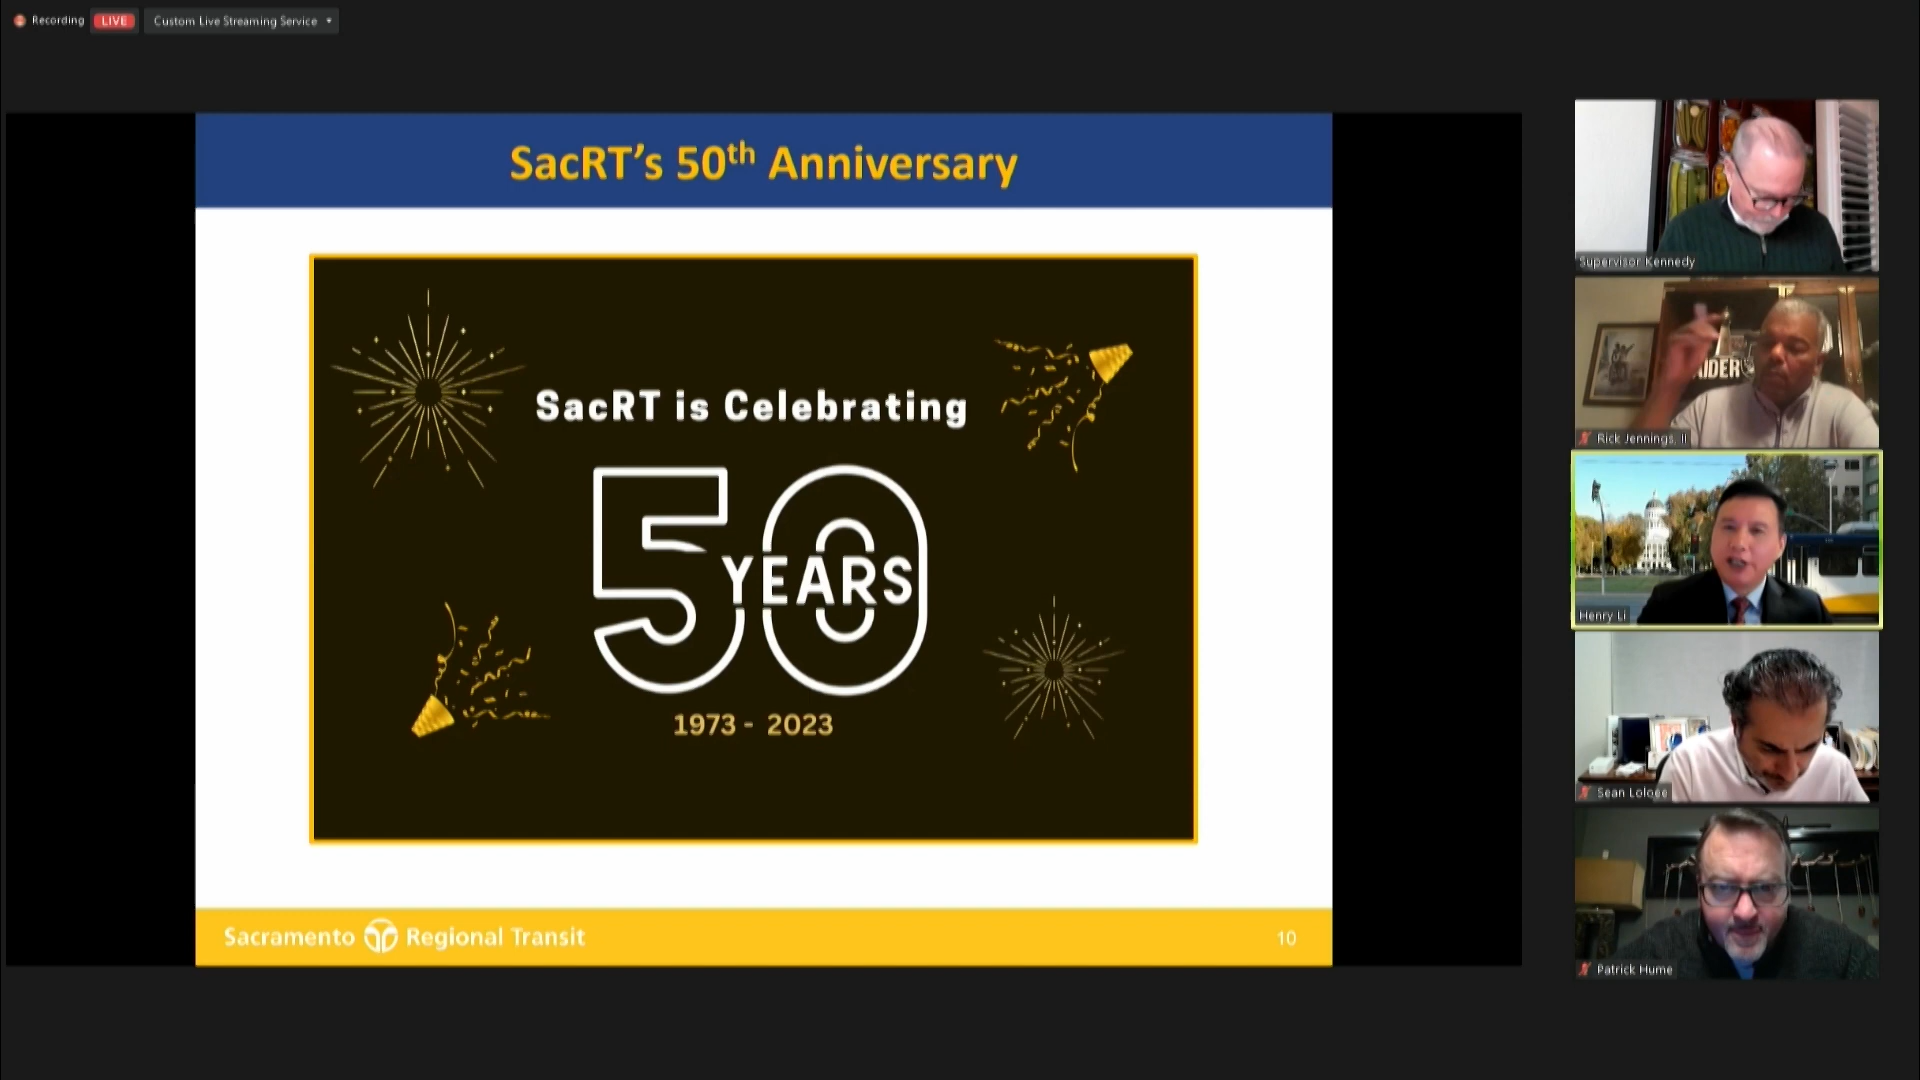 Recording LIVE Custom Live Streaming Service
SacRT's 50th Anniversary
SacRT is Celebrating
50
YEARS
1973 - 2023
Sacramento Regional Transit
10
Supervisor Kennedy
RAIDER
Rick Jennings, II
Henry Li
Sean Loloee
Patrick Hume